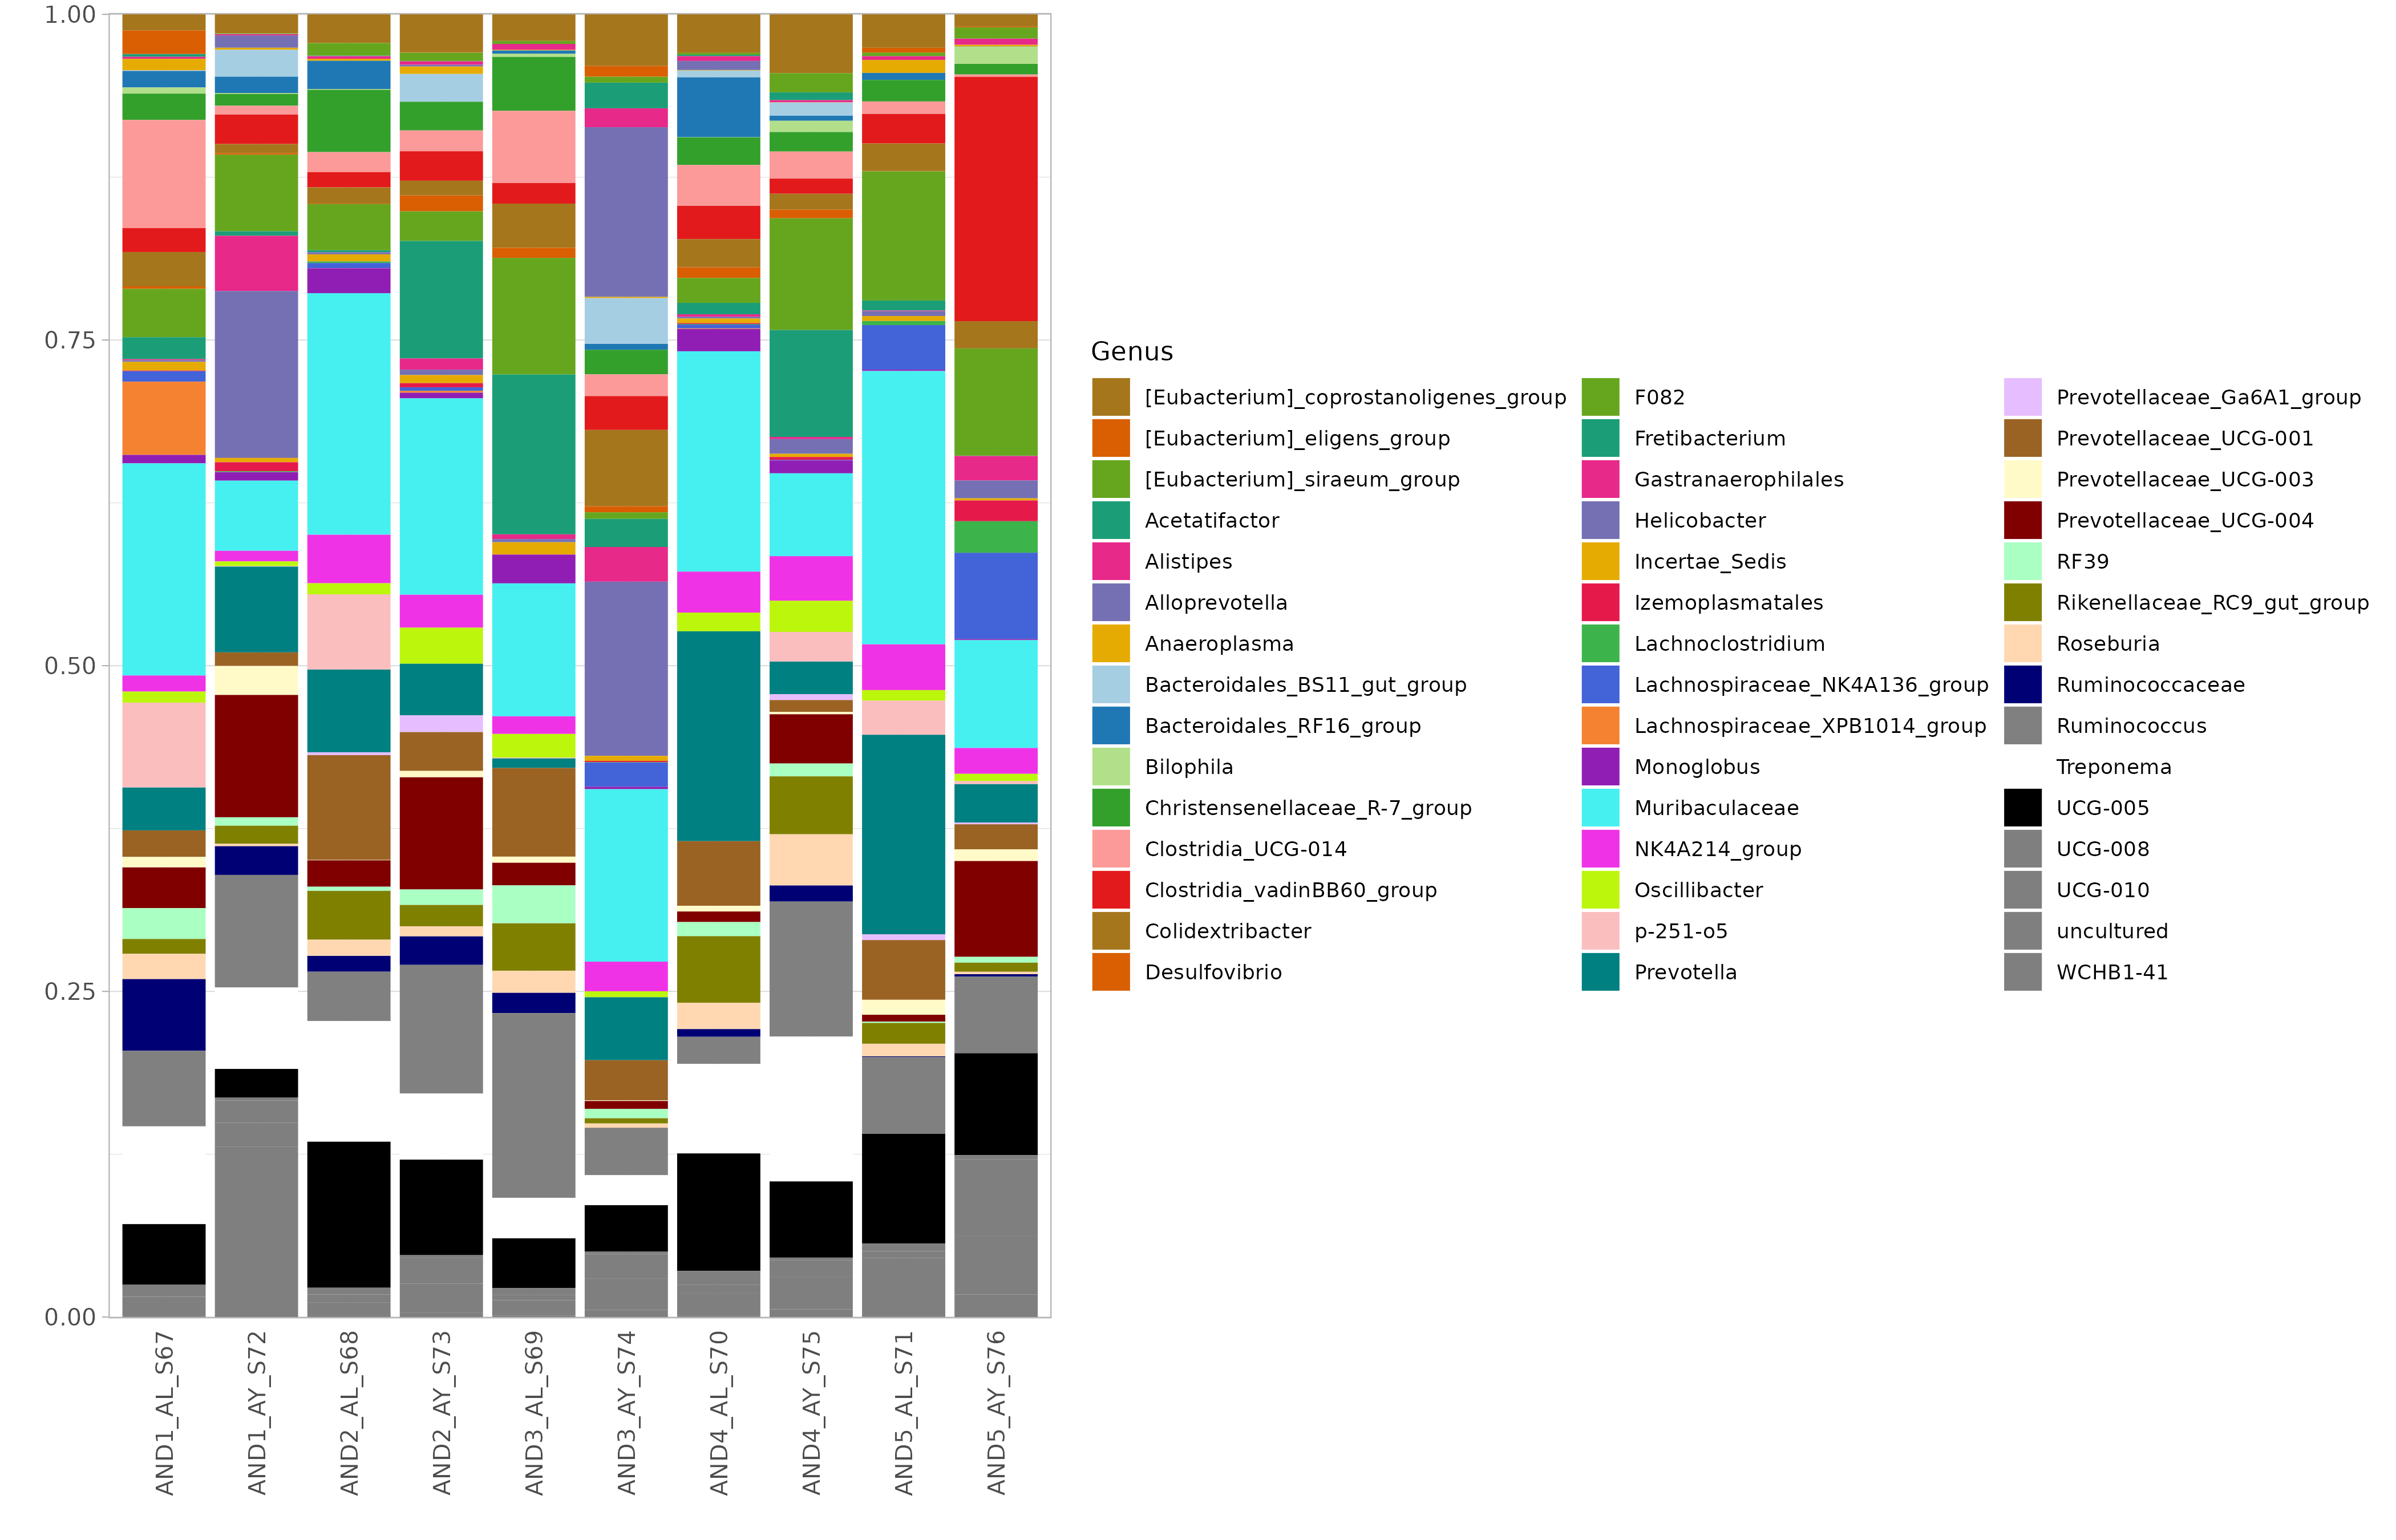 1.00
0.75
0.50
0.25
0.00
AND1_AL_S67
AND1_AY_S72
AND2_AL_S68
AND2_AY_S73
AND3_AL_S69
AND3_AY_S74
AND4_AL_S70
AND4_AY_S75
AND5_AL_S71
AND5_AY_S76
Genus
[Eubacterium]_coprostanoligenes_group
[Eubacterium]_eligens_group
[Eubacterium]_siraeum_group
Acetatifactor
Alistipes
Alloprevotella
Anaeroplasma
Bacteroidales_BS11_gut_group
Bacteroidales_RF16_group
Bilophila
Christensenellaceae_R-7_group
Clostridia_UCG-014
Clostridia_vadinBB60_group
Colidextribacter
Desulfovibrio
F082
Fretibacterium
Gastranaerophilales
Helicobacter
Incertae_Sedis
Izemoplasmatales
Lachnoclostridium
Lachnospiraceae_NK4A136_group
Lachnospiraceae_XPB1014_group
Monoglobus
Muribaculaceae
NK4A214_group
Oscillibacter
p-251-o5
Prevotella
Prevotellaceae_Ga6A1_group
Prevotellaceae_UCG-001
Prevotellaceae_UCG-003
Prevotellaceae_UCG-004
RF39
Rikenellaceae_RC9_gut_group
Roseburia
Ruminococcaceae
Ruminococcus
Treponema
UCG-005
UCG-008
UCG-010
uncultured
WCHB1-41